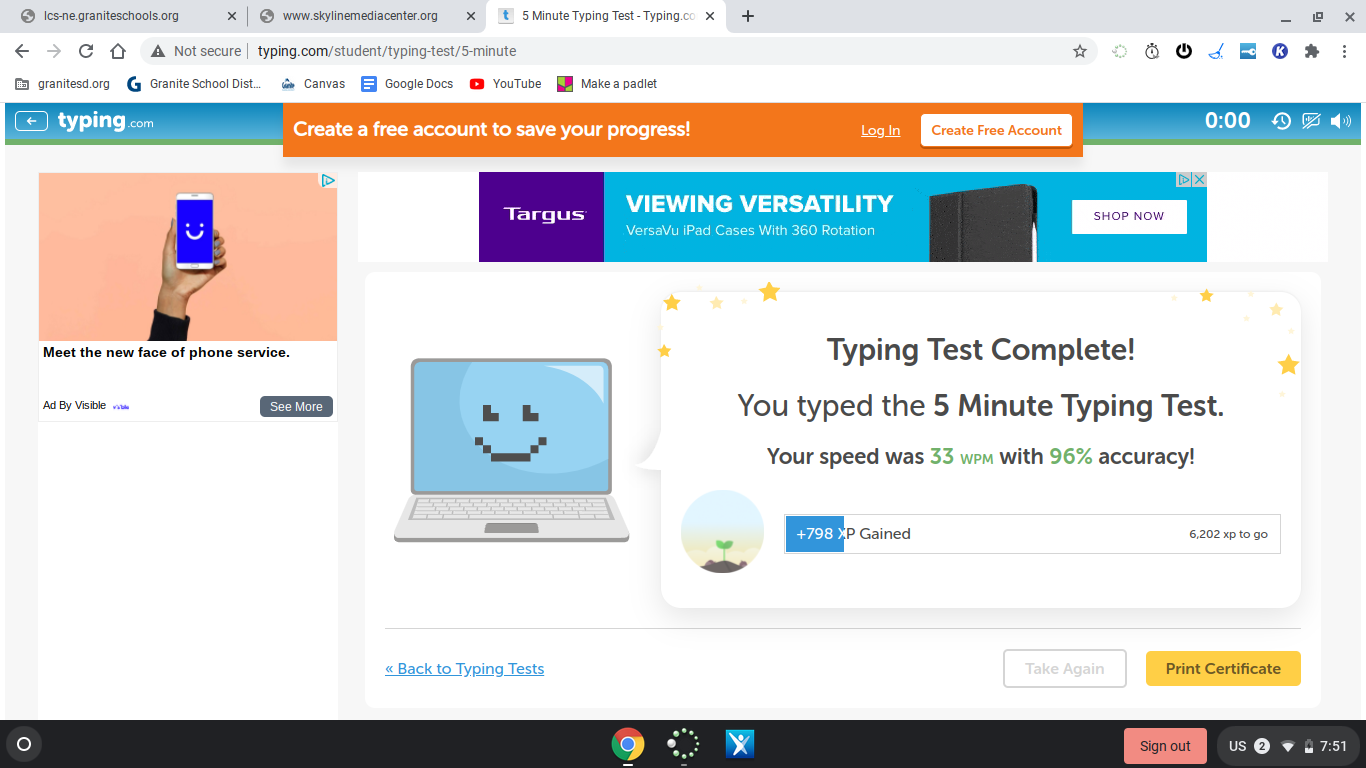 lcs-ne.graniteschools.org
www.skylinemediacenter.org
5 Minute Typing Test - Typing.co
Not secure
typing.com/student/typing-test/5-minute
granitesd.org
Granite School Dist...
Canvas
Google Docs
YouTube
Make a padlet
typing.com
Create a free account to save your progress!
Log In
Create Free Account
0:00
Targus
VIEWING VERSATILITY
VersaVu iPad Cases With 360 Rotation
SHOP NOW
Meet the new face of phone service.
Ad By Visible
See More
Typing Test Complete!
You typed the 5 Minute Typing Test.
Your speed was 33 WPM with 96% accuracy!
+798 XP Gained
6,202 xp to go
« Back to Typing Tests
Take Again
Print Certificate
Sign out
US 2 7:51